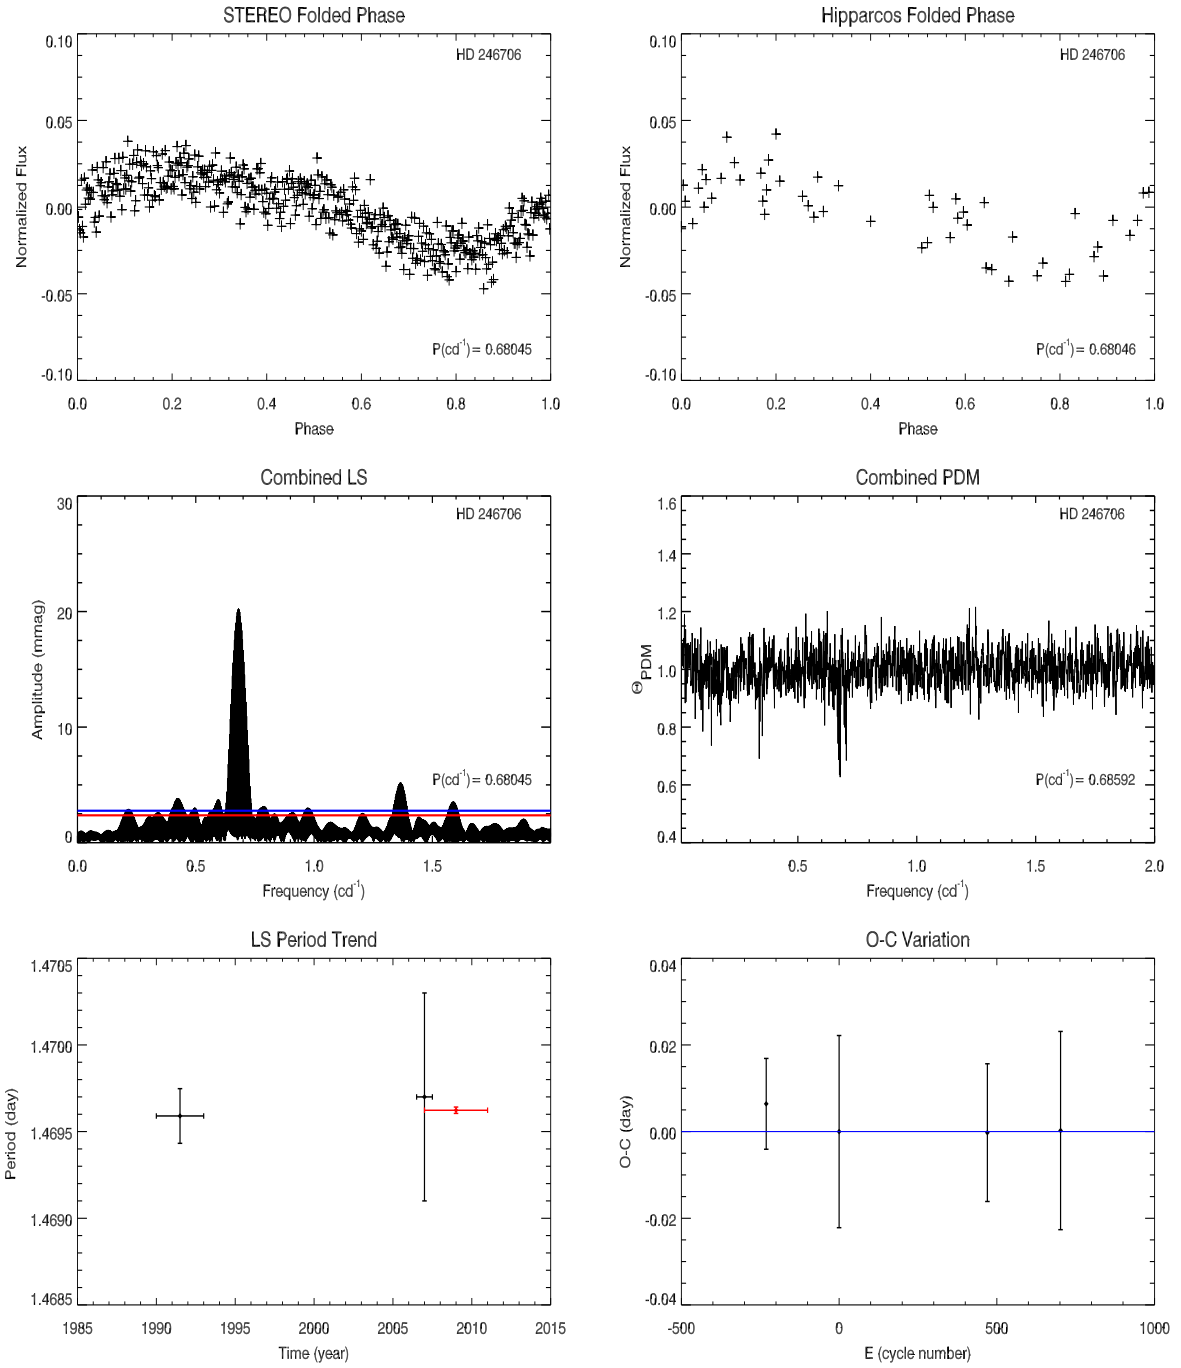 STEREO Folded Phase
HD 246706
Normalized Flux
0.10
0.05
0.00
-0.05
-0.10
P(cd-1) = 0.68045
0.0 0.2 0.4 0.6 0.8 1.0
Phase
Hipparcos Folded Phase
HD 246706
Normalized Flux
0.10
0.05
0.00
-0.05
-0.10
P(cd-1) = 0.68046
0.0 0.2 0.4 0.6 0.8 1.0
Phase
Combined LS
HD 246706
Amplitude (mmag)
30
20
10
0
P(cd-1) = 0.68045
0.0 0.5 1.0 1.5
Frequency (cd-1)
Combined PDM
HD 246706
ΘPDM
1.6
1.4
1.2
1.0
0.8
0.6
0.4
P(cd-1) = 0.68592
0.5 1.0 1.5 2.0
Frequency (cd-1)
LS Period Trend
Period (day)
1.4705
1.4700
1.4695
1.4690
1.4685
1985 1990 1995 2000 2005 2010 2015
Time (year)
O-C Variation
O-C (day)
0.04
0.02
0.00
-0.02
-0.04
-500 0 500 1000
E (cycle number)